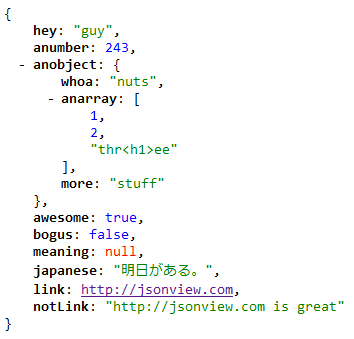 {
hey: "guy",
anumber: 243,
- anobject: {
whoa: "nuts",
- anarray: [
1,
2,
"thr<h1>ee"
],
more: "stuff"
},
awesome: true,
bogus: false,
meaning: null,
japanese: "明日がある。",
link: http://jsonview.com,
notLink: "http://jsonview.com is great"
}